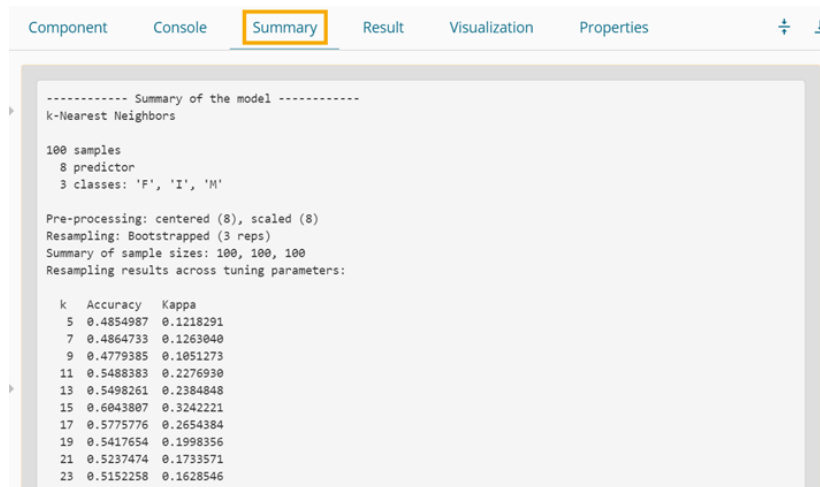 Component Console Summary Result Visualization Properties
------------ Summary of the model ------------
k-Nearest Neighbors
100 samples
8 predictor
3 classes: 'F', 'I', 'M'
Pre-processing: centered (8), scaled (8)
Resampling: Bootstrapped (3 reps)
Summary of sample sizes: 100, 100, 100
Resampling results across tuning parameters:
k Accuracy Kappa
5 0.4854987 0.1218291
7 0.4864733 0.1263040
9 0.4779385 0.1051273
11 0.5488383 0.2276930
13 0.5498261 0.2384848
15 0.6043807 0.3242221
17 0.5775776 0.2654384
19 0.5417654 0.1998356
21 0.5237474 0.1733571
23 0.5152258 0.1628546